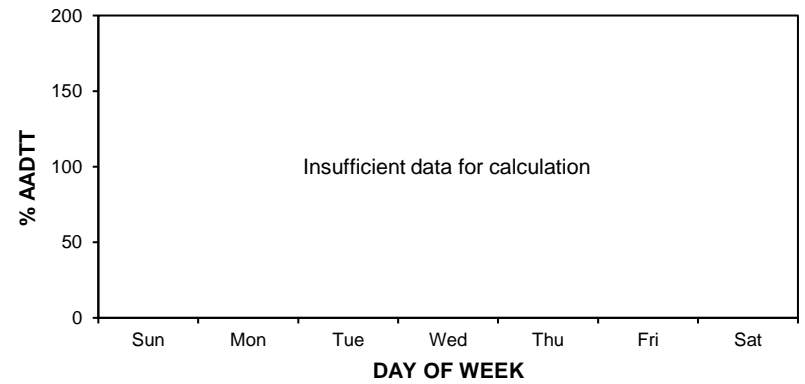 200
150
100
50
0
% AADTT
Insufficient data for calculation
Sun Mon Tue Wed Thu Fri Sat
DAY OF WEEK